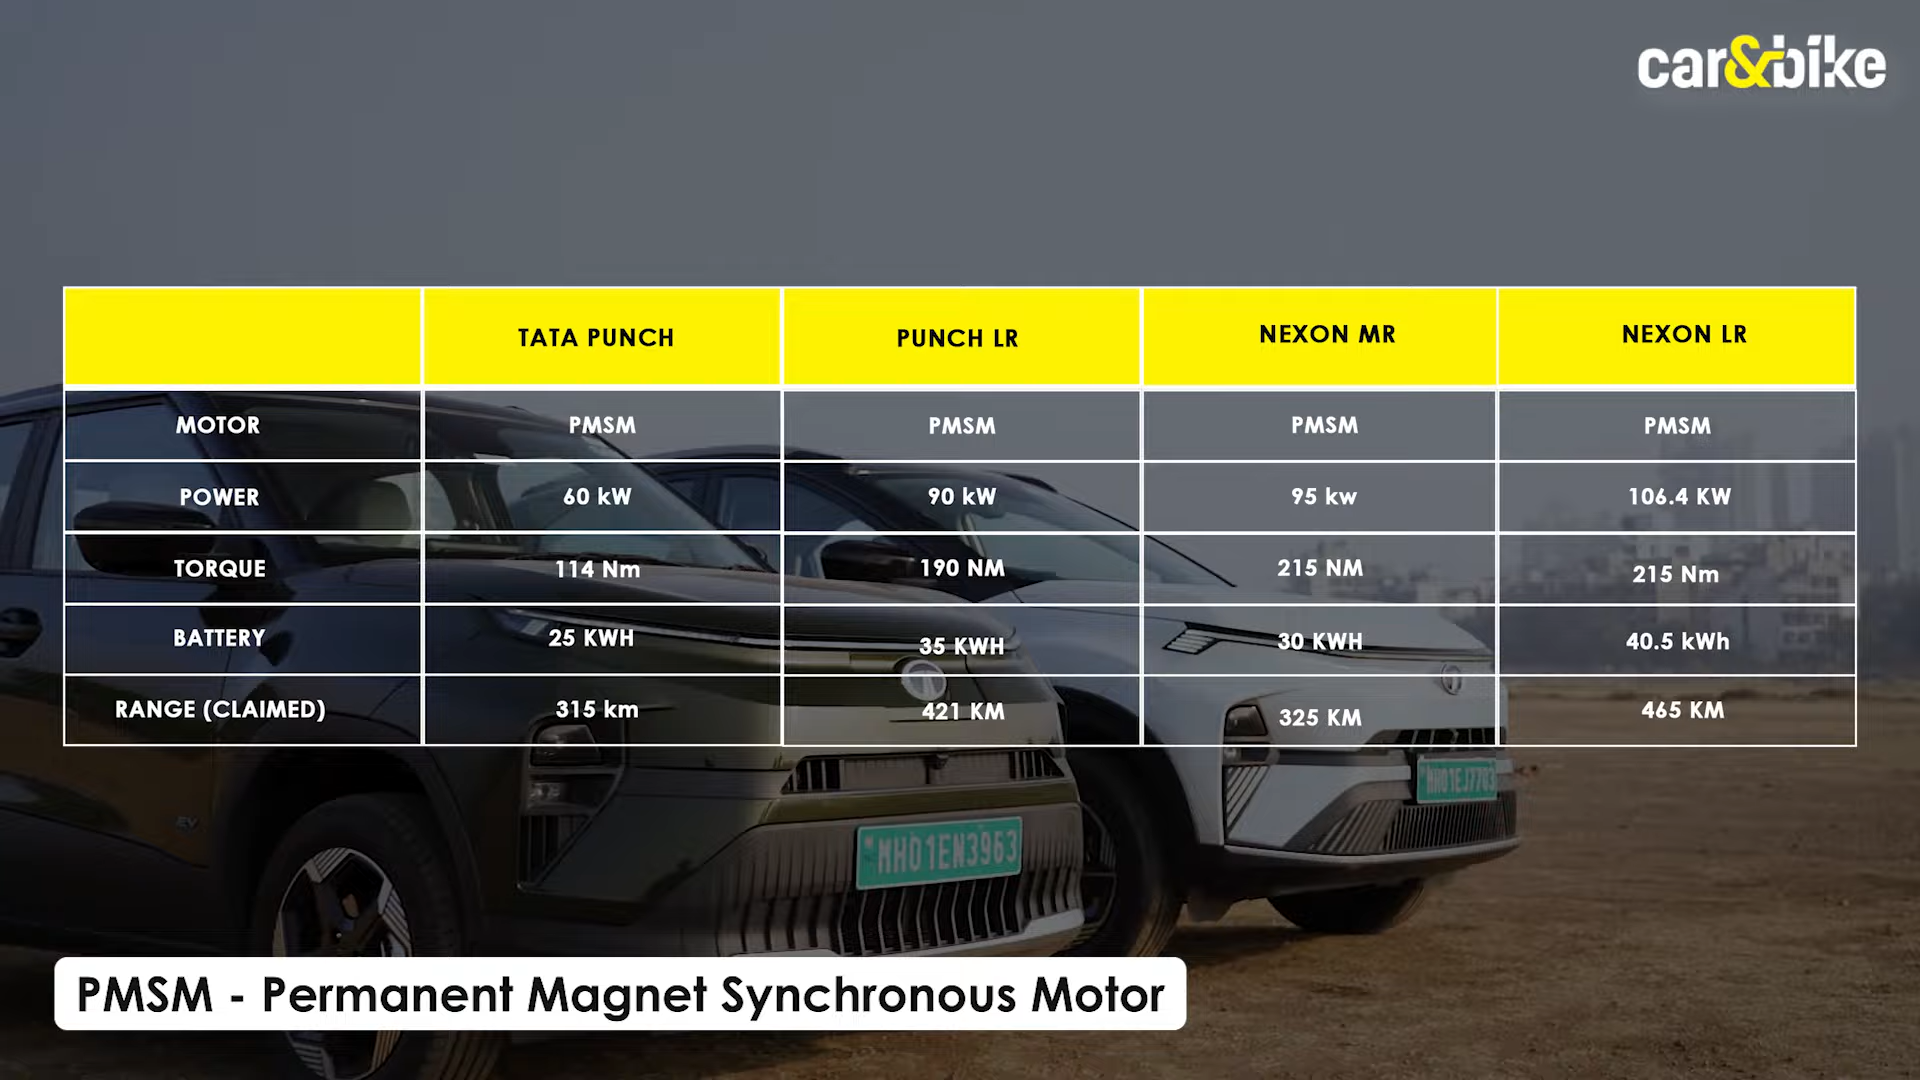 car&bike
TATA PUNCH PUNCH LR NEXON MR NEXON LR
MOTOR PMSM PMSM PMSM PMSM
POWER 60 kW 90 kW 95 kw 106.4 KW
TORQUE 114 Nm 190 NM 215 NM 215 Nm
BATTERY 25 KWH 35 KWH 30 KWH 40.5 kWh
RANGE (CLAIMED) 315 km 421 KM 325 KM 465 KM
EV
MH01EJ7703
MH01EN3963
PMSM - Permanent Magnet Synchronous Motor